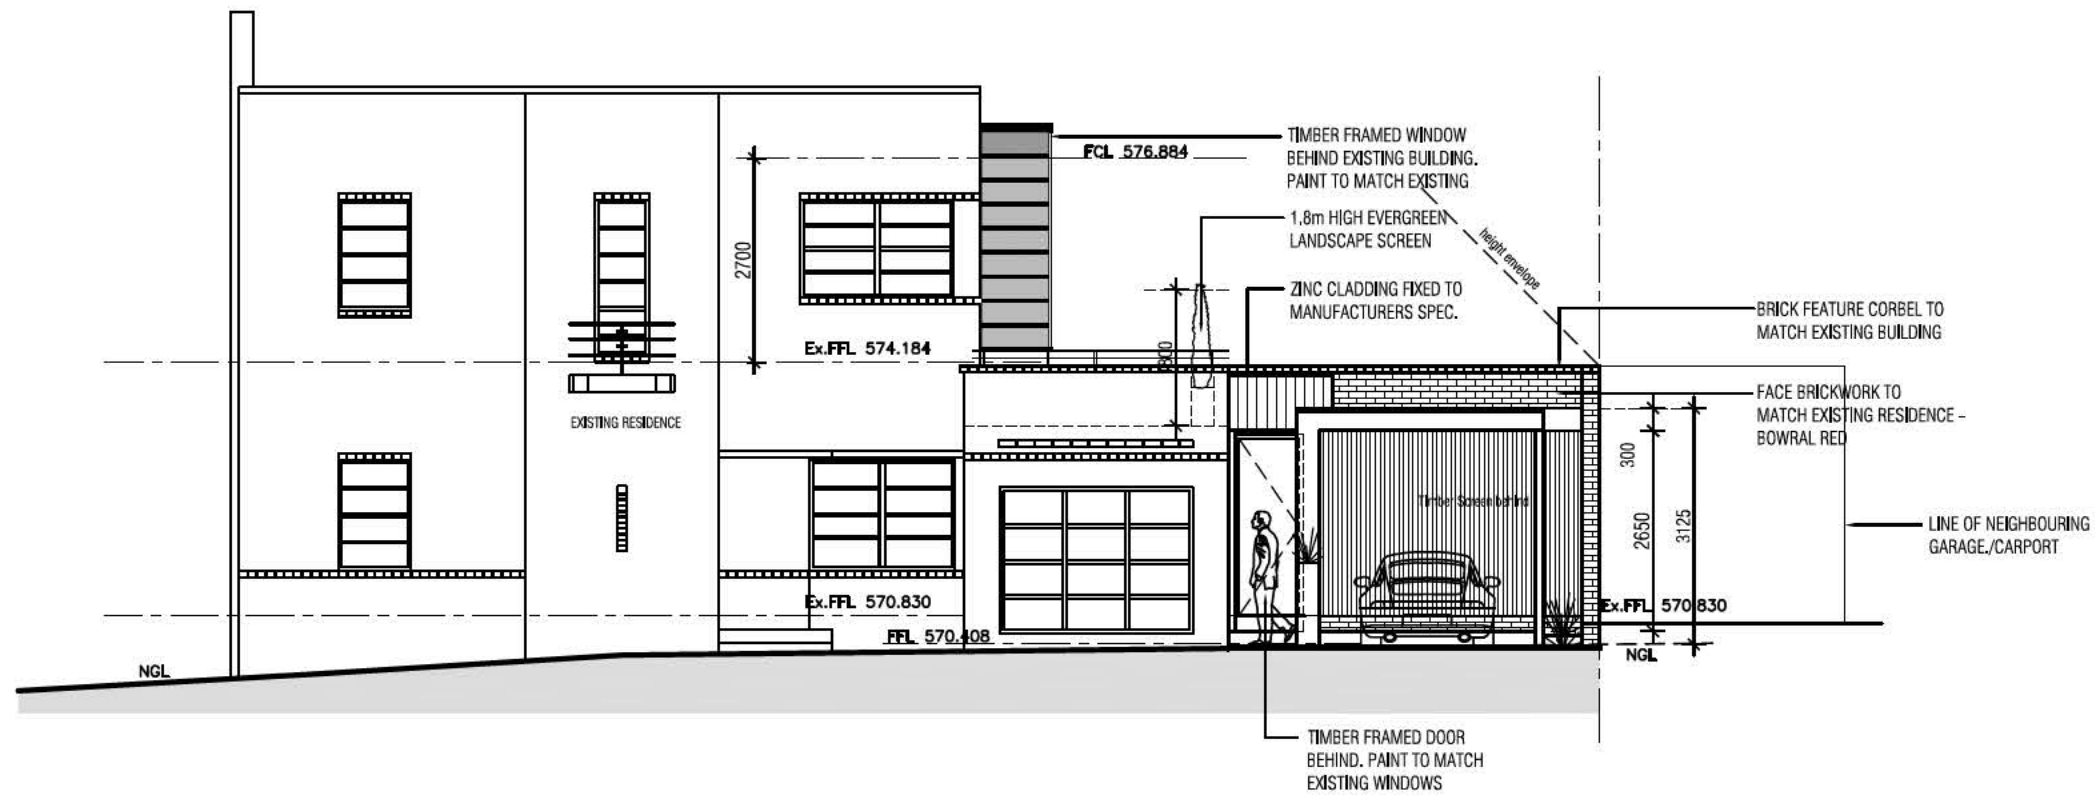 TIMBER FRAMED WINDOW
BEHIND EXISTING BUILDING.
PAINT TO MATCH EXISTING
FCL 576.884
1.8m HIGH EVERGREEN
LANDSCAPE SCREEN
height envelope
2700
ZINC CLADDING FIXED TO
MANUFACTURERS SPEC.
BRICK FEATURE CORBEL TO
MATCH EXISTING BUILDING
Ex.FFL 574.184
800
EXISTING RESIDENCE
FACE BRICKWORK TO
MATCH EXISTING RESIDENCE -
BOWRAL RED
300
Timber Screen behind
2650
3125
LINE OF NEIGHBOURING
GARAGE./CARPORT
Ex.FFL 570.830
Ex.FFL 570.830
FFL 570.408
NGL
NGL
TIMBER FRAMED DOOR
BEHIND. PAINT TO MATCH
EXISTING WINDOWS